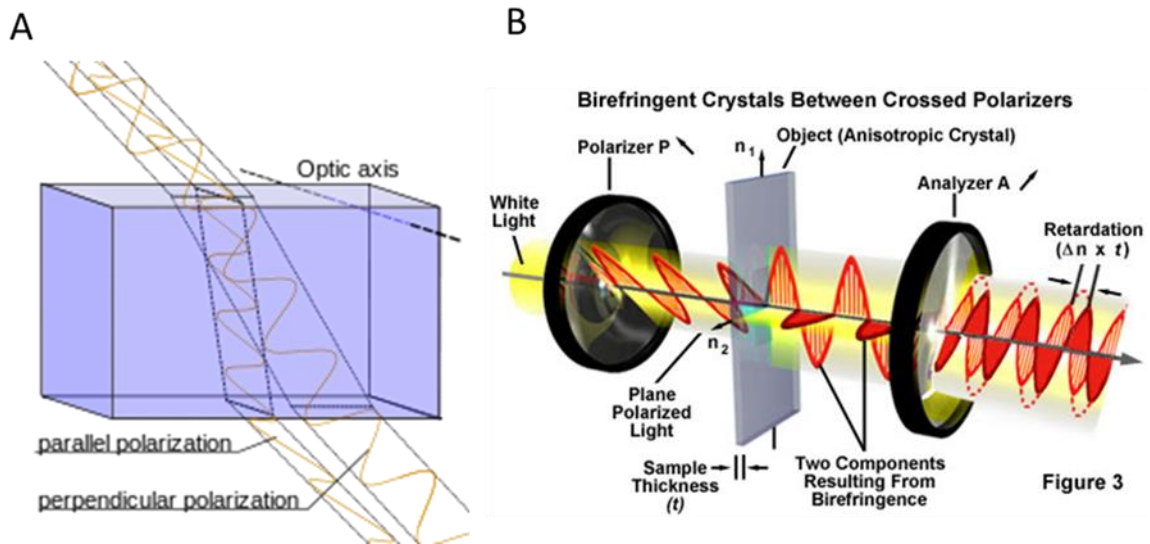 A
Optic axis
parallel polarization
perpendicular polarization
B
Birefringent Crystals Between Crossed Polarizers
Polarizer P
n1
Object (Anisotropic Crystal)
Analyzer A
White
Light
Retardation
(Δn x t)
n2
Plane
Polarized
Light
Sample
Thickness
(t)
Two Components
Resulting From
Birefringence
Figure 3